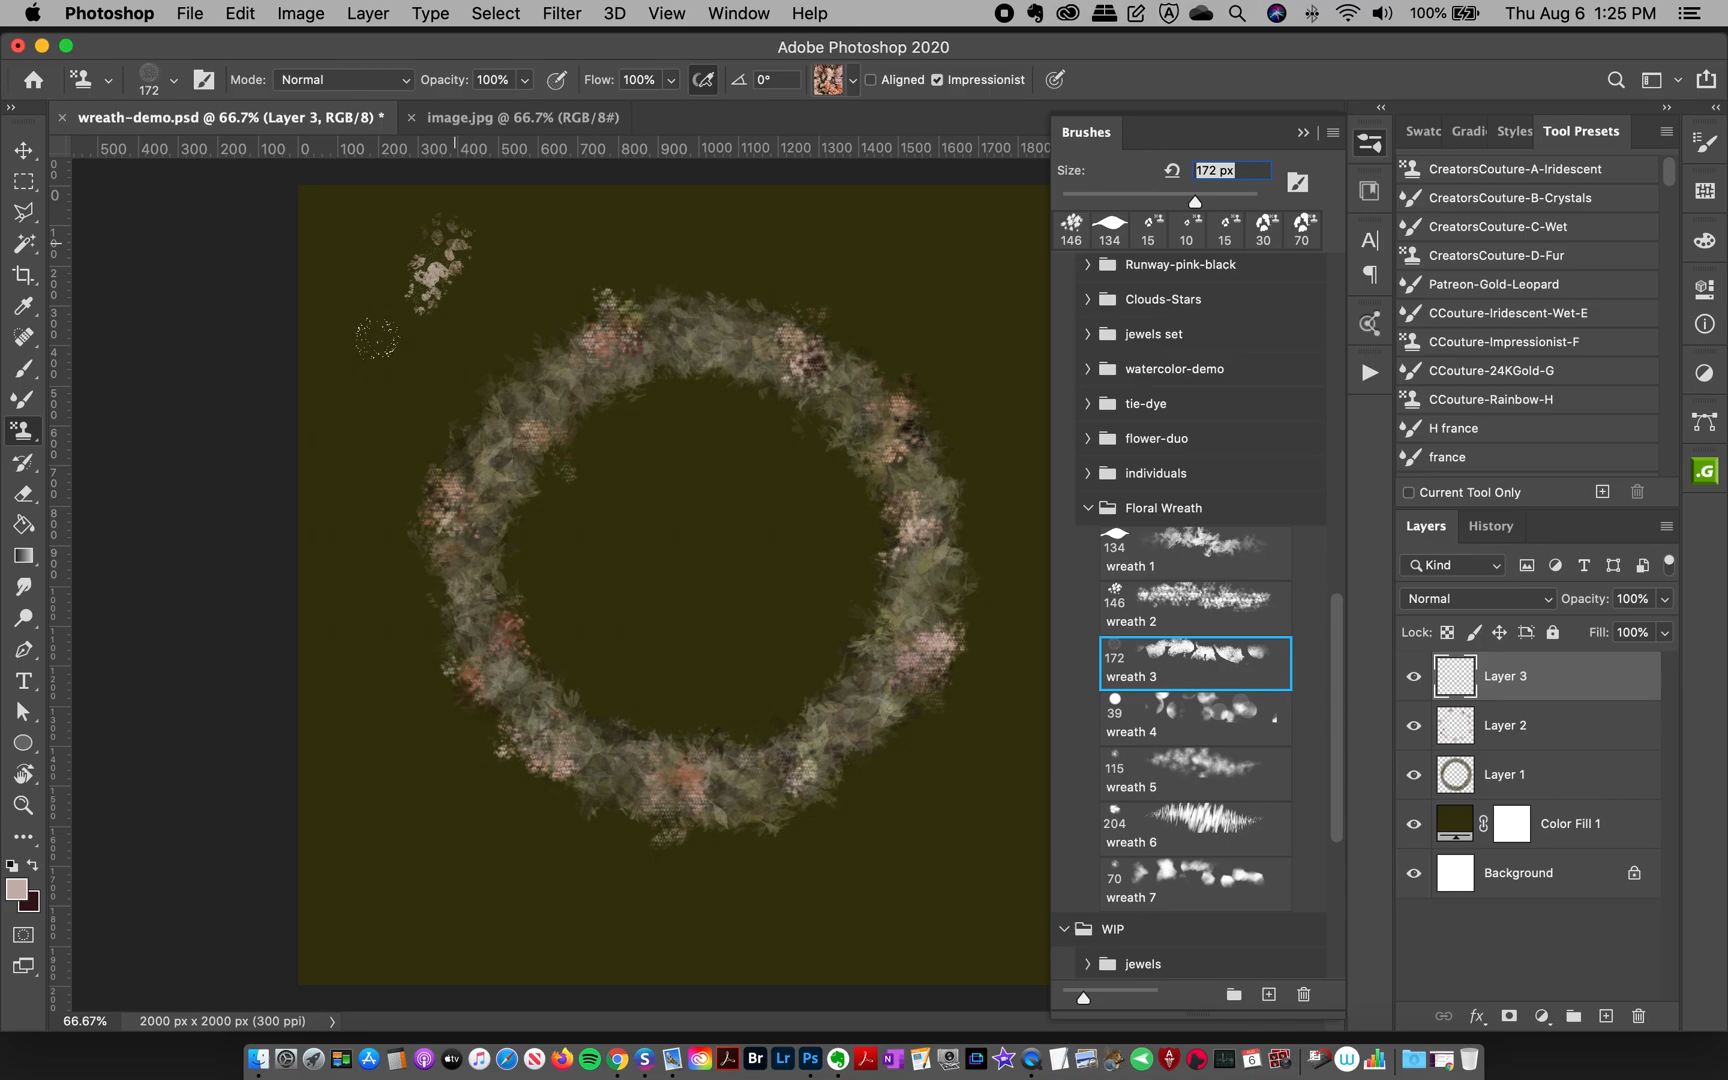 Photoshop File Edit Image Layer Type Select Filter 3D View Window Help 100% Thu Aug 6 1:25 PM
Adobe Photoshop 2020
172 Mode: Normal Opacity: 100% Flow: 100% 0° Aligned Impressionist
wreath-demo.psd @ 66.7% (Layer 3, RGB/8) * image.jpg @ 66.7% (RGB/8#)
500 400 300 200 100 0 100 200 300 400 500 600 700 800 900 1000 1100 1200 1300 1400 1500 1600 1700 1800
Brushes
Size: 172 px
146 134 15 10 15 30 70
Runway-pink-black
Clouds-Stars
jewels set
watercolor-demo
tie-dye
flower-duo
individuals
Floral Wreath
134
wreath 1
146
wreath 2
172
wreath 3
39
wreath 4
115
wreath 5
204
wreath 6
70
wreath 7
WIP
jewels
Swatc Gradi Styles Tool Presets
CreatorsCouture-A-Iridescent
CreatorsCouture-B-Crystals
CreatorsCouture-C-Wet
CreatorsCouture-D-Fur
Patreon-Gold-Leopard
CCouture-Iridescent-Wet-E
CCouture-Impressionist-F
CCouture-24KGold-G
CCouture-Rainbow-H
H france
france
Current Tool Only
Layers History
Kind
Normal Opacity: 100%
Lock: Fill: 100%
Layer 3
Layer 2
Layer 1
Color Fill 1
Background
66.67% 2000 px x 2000 px (300 ppi)